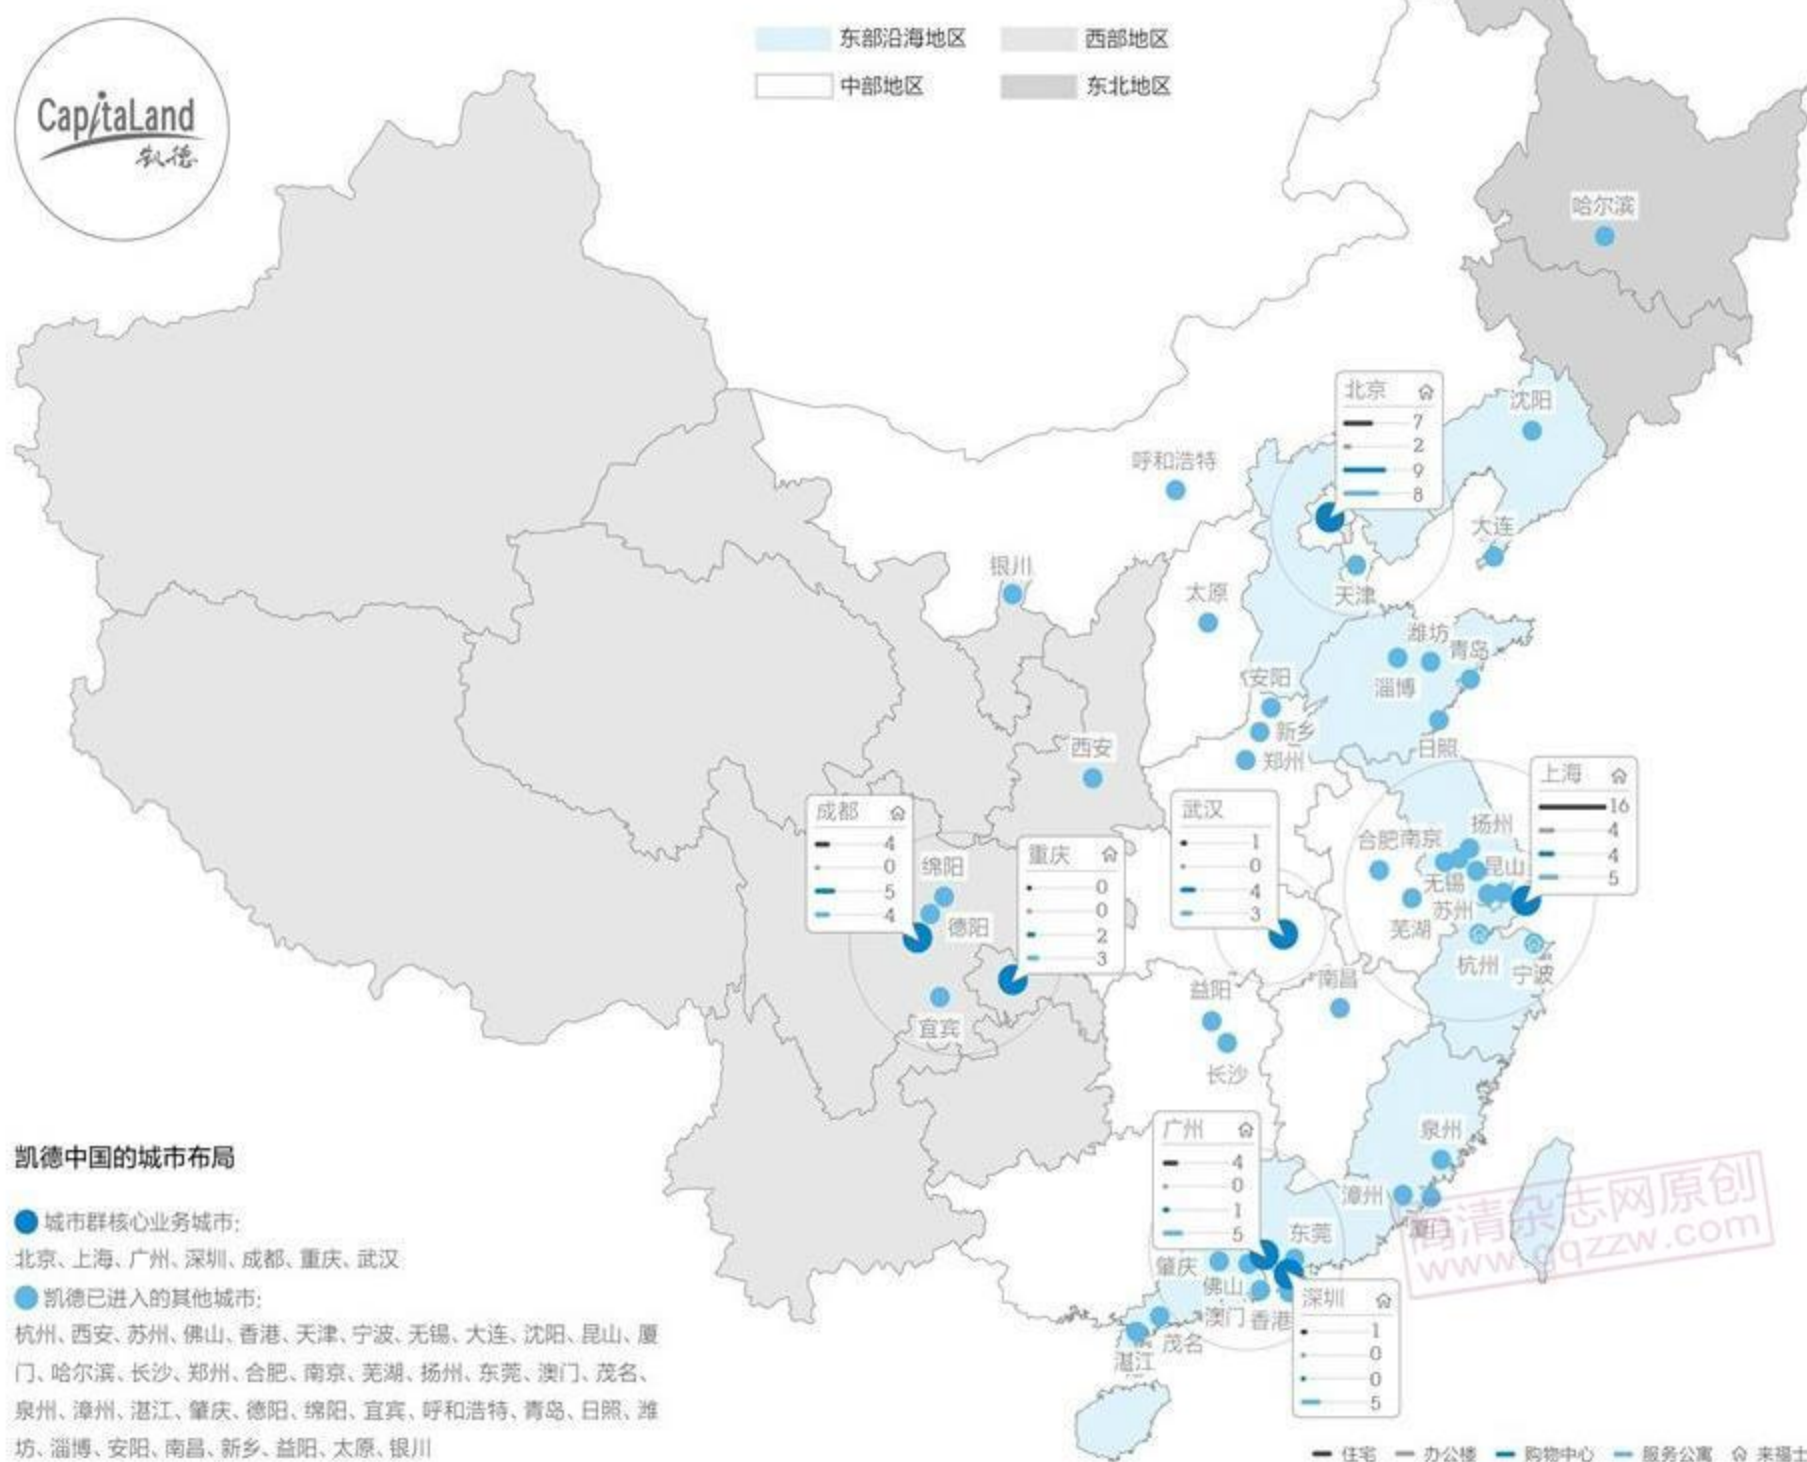 CapitaLand
凯德
东部沿海地区
西部地区
中部地区
东北地区
哈尔滨
北京
7
2
9
8
沈阳
呼和浩特
大连
银川
太原
天津
潍坊
青岛
淄博
安阳
新乡
日照
郑州
西安
上海
16
4
4
5
成都
4
0
5
4
武汉
1
0
4
3
扬州
合肥
南京
重庆
0
0
2
3
绵阳
昆山
无锡
苏州
德阳
芜湖
杭州
宁波
南昌
益阳
宜宾
长沙
广州
4
0
1
5
泉州
漳州
厦门
高清杂志网原创
www.gqzzw.com
东莞
肇庆
佛山
深圳
1
0
0
5
澳门
香港
茂名
湛江
凯德中国的城市布局
城市群核心业务城市:
北京、上海、广州、深圳、成都、重庆、武汉
凯德已进入的其他城市:
杭州、西安、苏州、佛山、香港、天津、宁波、无锡、大连、沈阳、昆山、厦
门、哈尔滨、长沙、郑州、合肥、南京、芜湖、扬州、东莞、澳门、茂名、
泉州、漳州、湛江、肇庆、德阳、绵阳、宜宾、呼和浩特、青岛、日照、潍
坊、淄博、安阳、南昌、新乡、益阳、太原、银川
住宅
办公楼
购物中心
服务公寓
来福士